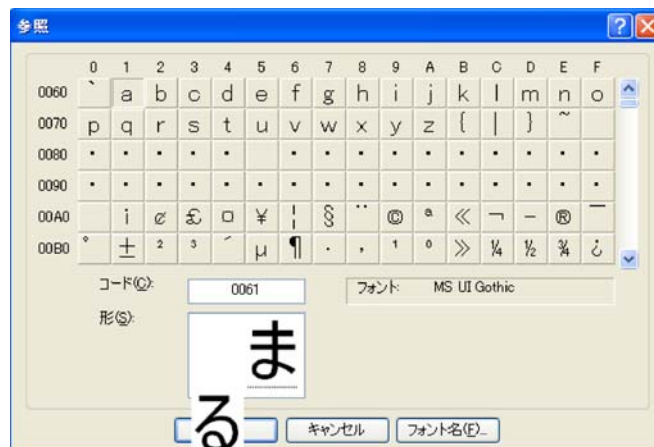 参照
0 1 2 3 4 5 6 7 8 9 A B C D E F
0060 ` a b c d e f g h i j k l m n o
0070 p q r s t u v w x y z { | } ~
0080 ・ ・ ・ ・ ・ ・ ・ ・ ・ ・ ・ ・ ・ ・ ・
0090 ・ ・ ・ ・ ・ ・ ・ ・ ・ ・ ・ ・ ・ ・ ・ ・
00A0 ¡ ¢ £ ¤ ¥ ¦ § ¨ © ª « ¬ - ® ¯
00B0 ° ± ² ³ ´ µ ¶ · ¸ ¹ º » ¼ ½ ¾ ¿
コード(C): 0061 フォント: MS UI Gothic
形(S):
ま
る
キャンセル フォント名(F)...